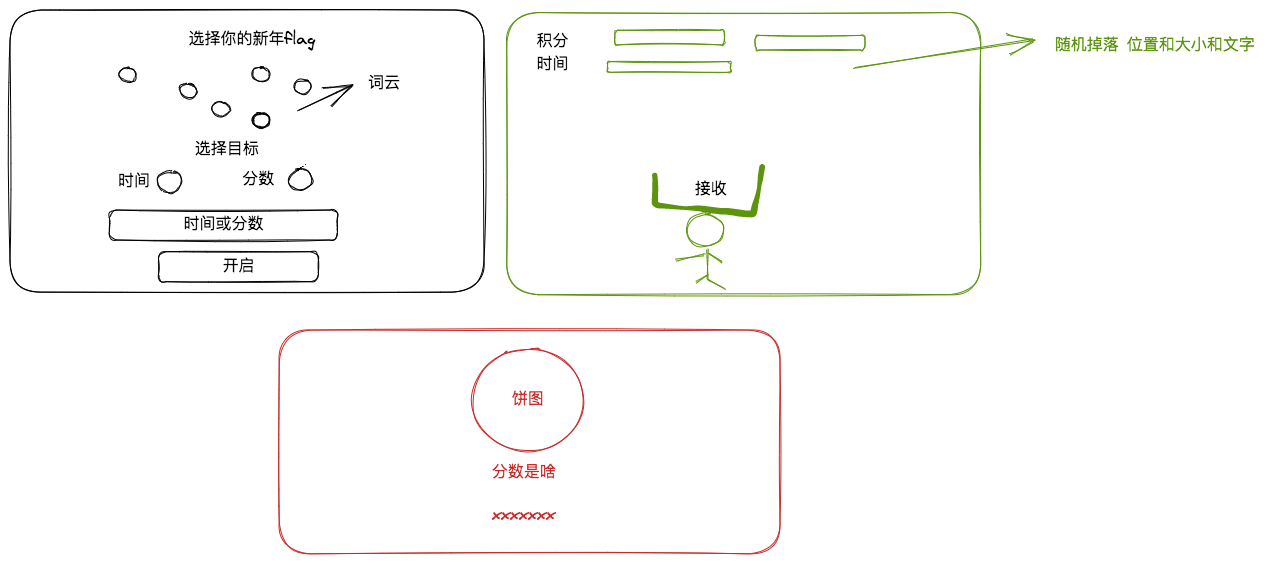 选择你的新年flag
词云
选择目标
时间
分数
时间或分数
开启
积分
时间
随机掉落 位置和大小和文字
接收
饼图
分数是啥
xxxxxxx